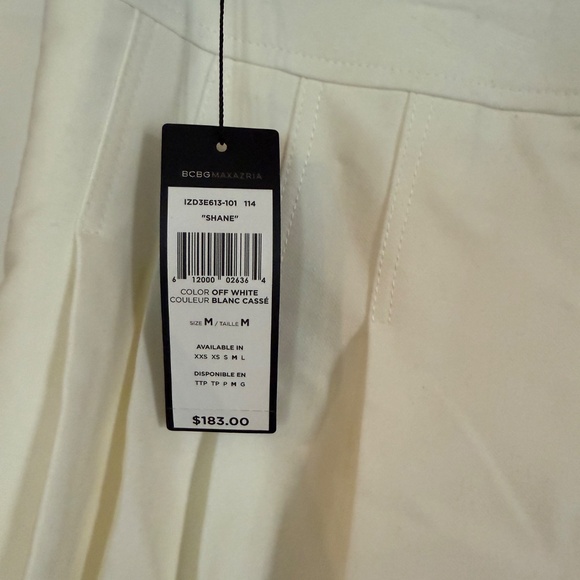 BCBGMAXAZRIA
IZD3E613-101 114
"SHANE"
6 12000 02636 4
COLOR OFF WHITE
COULEUR BLANC CASSÉ
SIZE M / TAILLE M
AVAILABLE IN
XXS XS S M L
DISPONIBLE EN
TTP TP P M G
$183.00